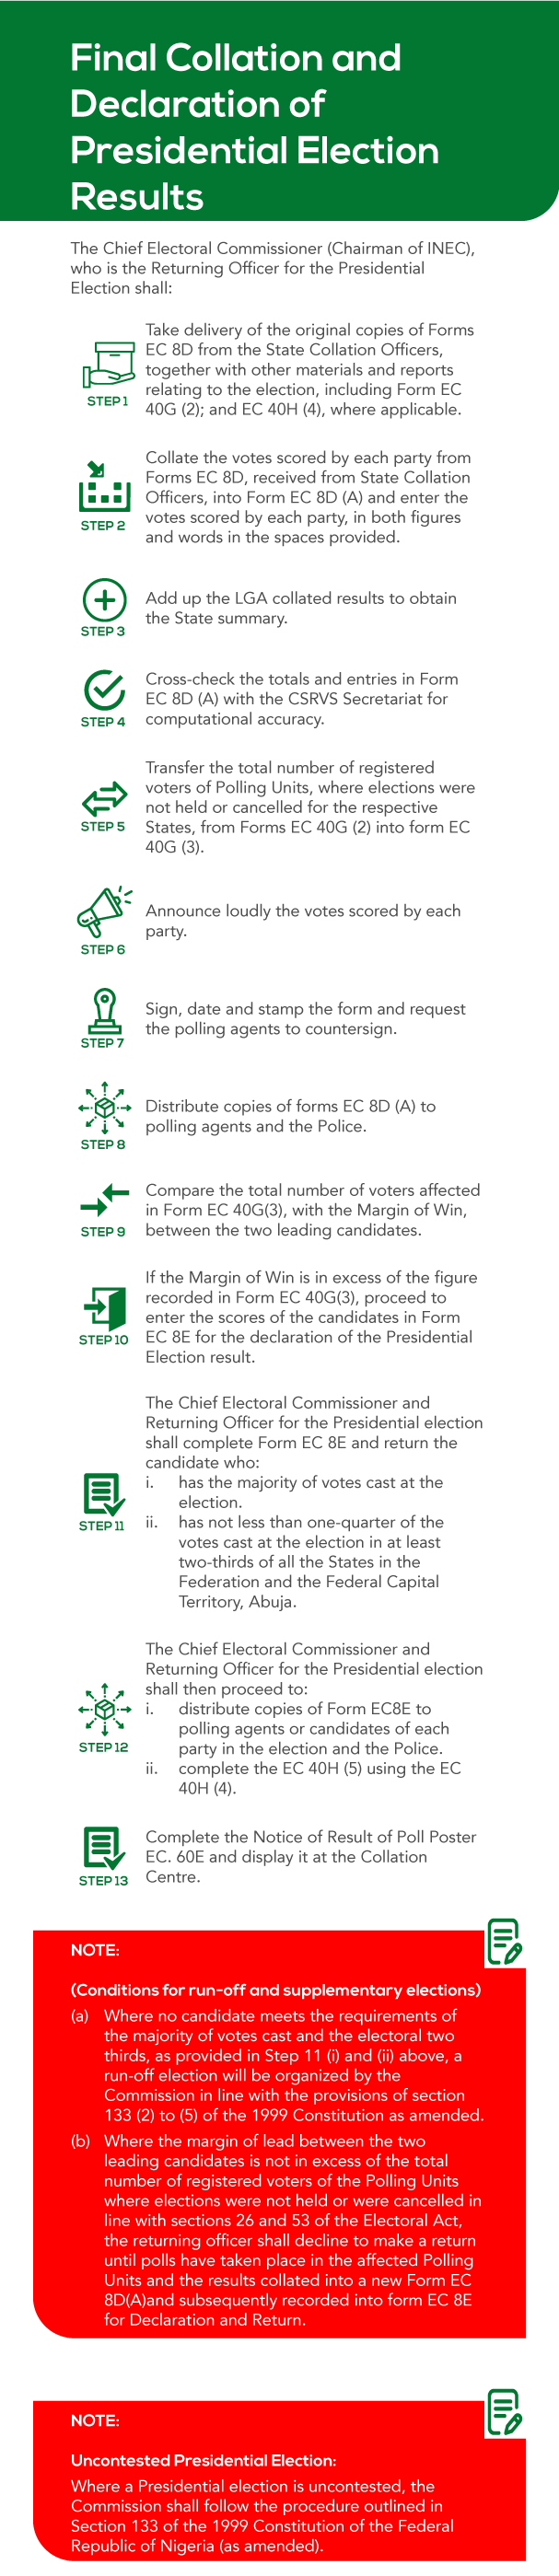 Final Collation and
Declaration of
Presidential Election
Results
The Chief Electoral Commissioner (Chairman of INEC),
who is the Returning Officer for the Presidential
Election shall:
STEP 1
Take delivery of the original copies of Forms
EC 8D from the State Collation Officers,
together with other materials and reports
relating to the election, including Form EC
40G (2); and EC 40H (4), where applicable.
STEP 2
Collate the votes scored by each party from
Forms EC 8D, received from State Collation
Officers, into Form EC 8D (A) and enter the
votes scored by each party, in both figures
and words in the spaces provided.
STEP 3
Add up the LGA collated results to obtain
the State summary.
STEP 4
Cross-check the totals and entries in Form
EC 8D (A) with the CSRVS Secretariat for
computational accuracy.
STEP 5
Transfer the total number of registered
voters of Polling Units, where elections were
not held or cancelled for the respective
States, from Forms EC 40G (2) into form EC
40G (3).
STEP 6
Announce loudly the votes scored by each
party.
STEP 7
Sign, date and stamp the form and request
the polling agents to countersign.
STEP 8
Distribute copies of forms EC 8D (A) to
polling agents and the Police.
STEP 9
Compare the total number of voters affected
in Form EC 40G(3), with the Margin of Win,
between the two leading candidates.
STEP 10
If the Margin of Win is in excess of the figure
recorded in Form EC 40G(3), proceed to
enter the scores of the candidates in Form
EC 8E for the declaration of the Presidential
Election result.
STEP 11
The Chief Electoral Commissioner and
Returning Officer for the Presidential election
shall complete Form EC 8E and return the
candidate who:
i. has the majority of votes cast at the
election.
ii. has not less than one-quarter of the
votes cast at the election in at least
two-thirds of all the States in the
Federation and the Federal Capital
Territory, Abuja.
STEP 12
The Chief Electoral Commissioner and
Returning Officer for the Presidential election
shall then proceed to:
i. distribute copies of Form EC8E to
polling agents or candidates of each
party in the election and the Police.
ii. complete the EC 40H (5) using the EC
40H (4).
STEP 13
Complete the Notice of Result of Poll Poster
EC. 60E and display it at the Collation
Centre.
NOTE:
(Conditions for run-off and supplementary elections)
(a) Where no candidate meets the requirements of
the majority of votes cast and the electoral two
thirds, as provided in Step 11 (i) and (ii) above, a
run-off election will be organized by the
Commission in line with the provisions of section
133 (2) to (5) of the 1999 Constitution as amended.
(b) Where the margin of lead between the two
leading candidates is not in excess of the total
number of registered voters of the Polling Units
where elections were not held or were cancelled in
line with sections 26 and 53 of the Electoral Act,
the returning officer shall decline to make a return
until polls have taken place in the affected Polling
Units and the results collated into a new Form EC
8D(A)and subsequently recorded into form EC 8E
for Declaration and Return.
NOTE:
Uncontested Presidential Election:
Where a Presidential election is uncontested, the
Commission shall follow the procedure outlined in
Section 133 of the 1999 Constitution of the Federal
Republic of Nigeria (as amended).